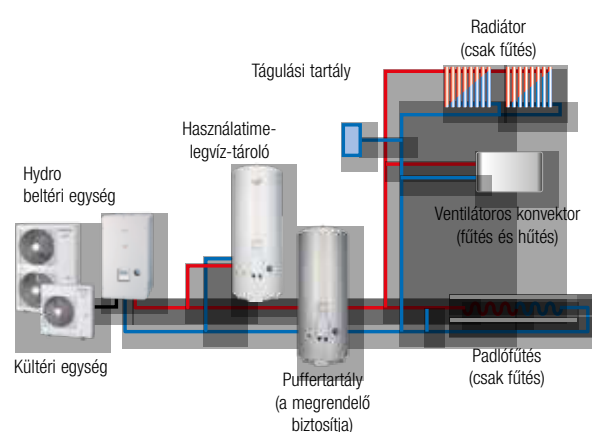 Radiátor
(csak fűtés)
Tágulási tartály
Használatime-
legvíz-tároló
Hydro
beltéri egység
Ventilátoros konvektor
(fűtés és hűtés)
Kültéri egység
Puffertartály
(a megrendelő
biztosítja)
Padlófűtés
(csak fűtés)